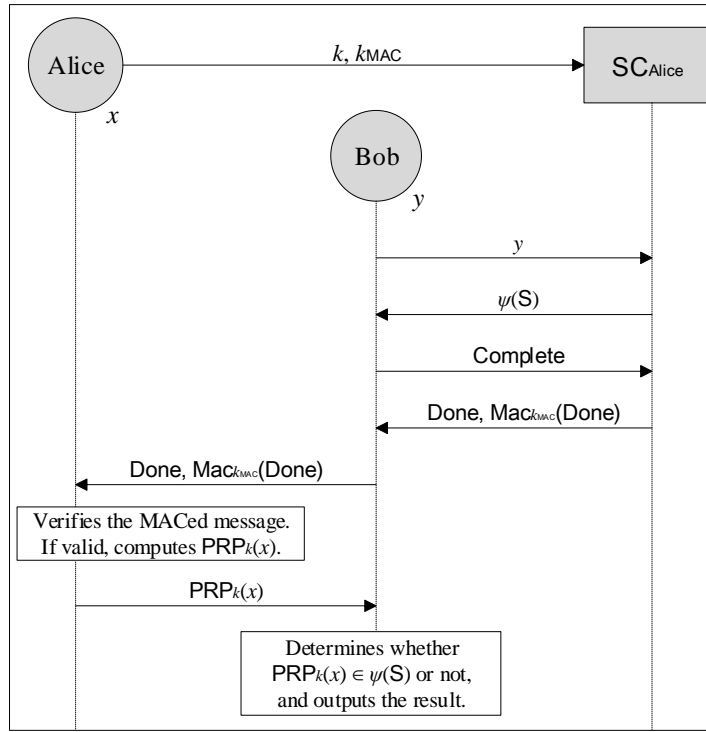 Alice
k, kMAC
SCAlice
x
Bob
y
y
ψ(S)
Complete
Done, MackMAC(Done)
Done, MackMAC(Done)
Verifies the MACed message.
If valid, computes PRPk(x).
PRPk(x)
Determines whether
PRPk(x) ∈ ψ(S) or not,
and outputs the result.